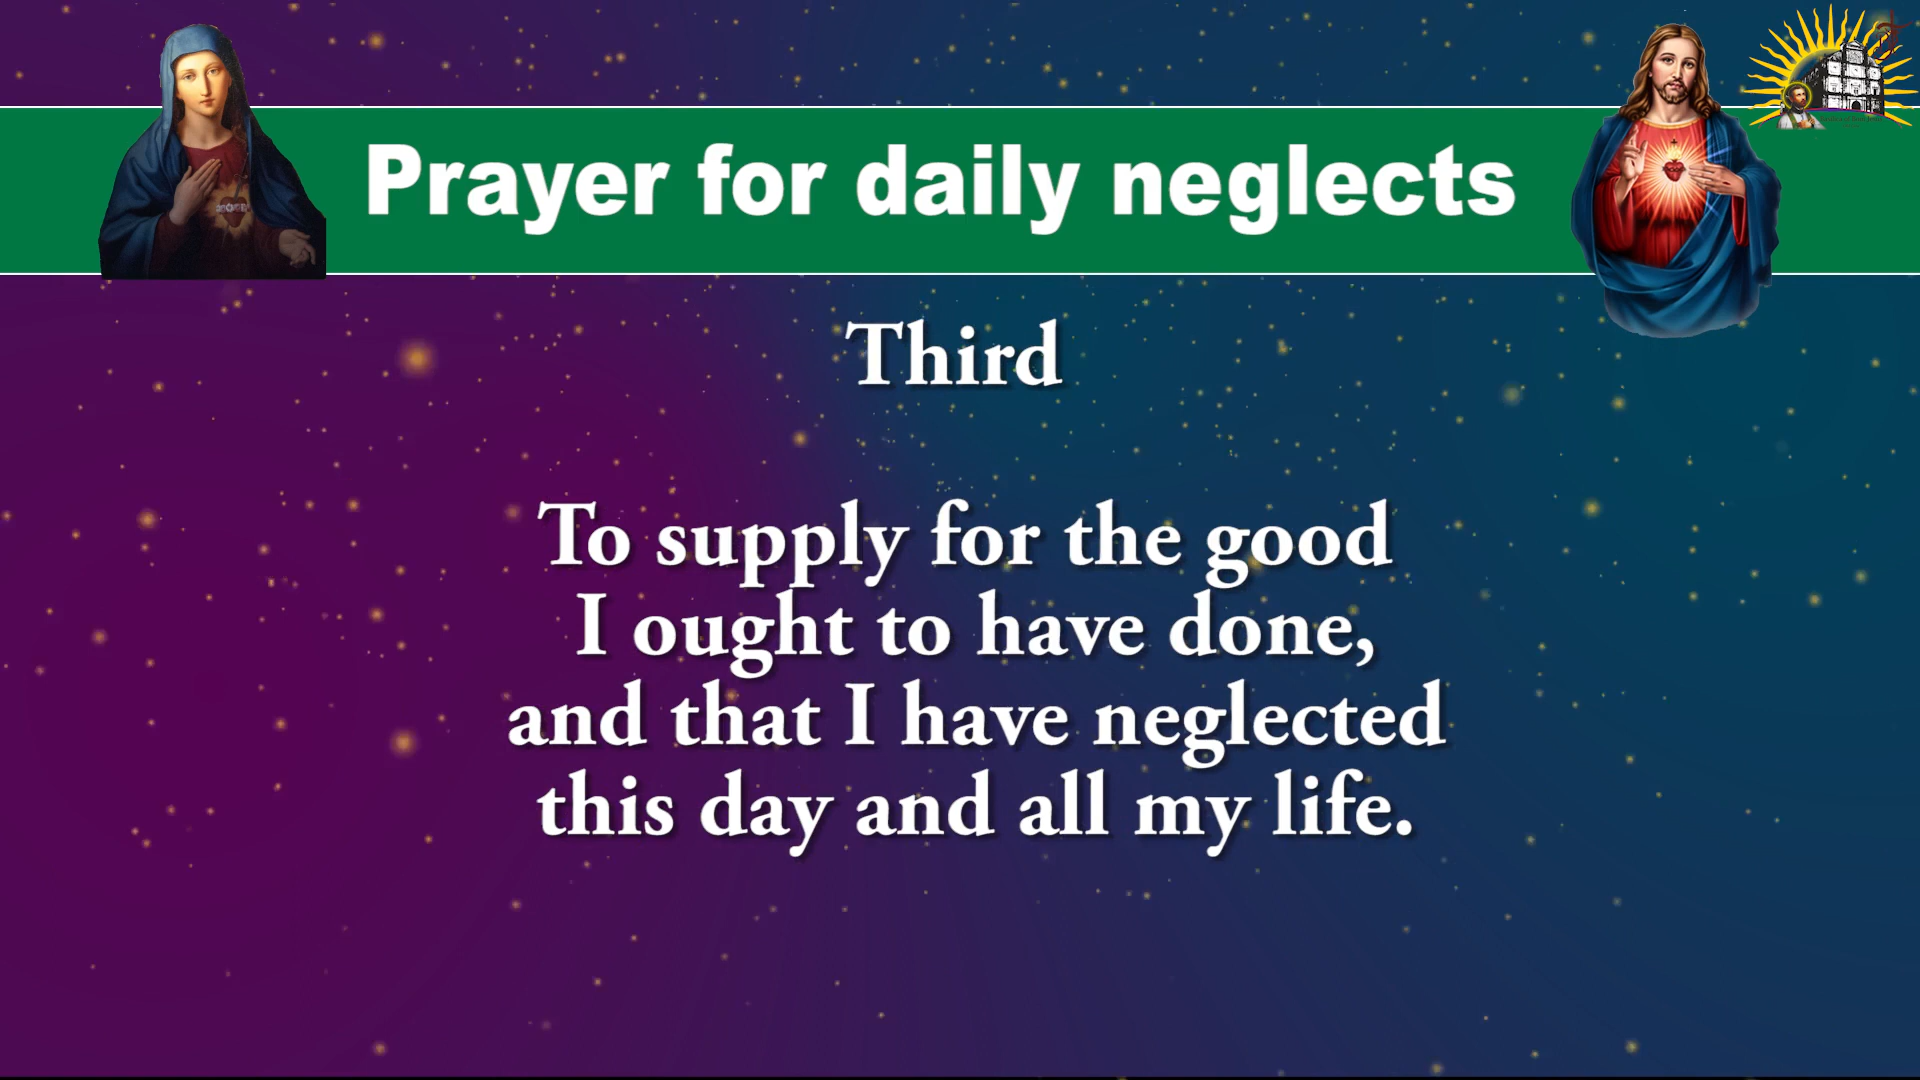 Prayer for daily neglects
Third
To supply for the good
I ought to have done,
and that I have neglected
this day and all my life.